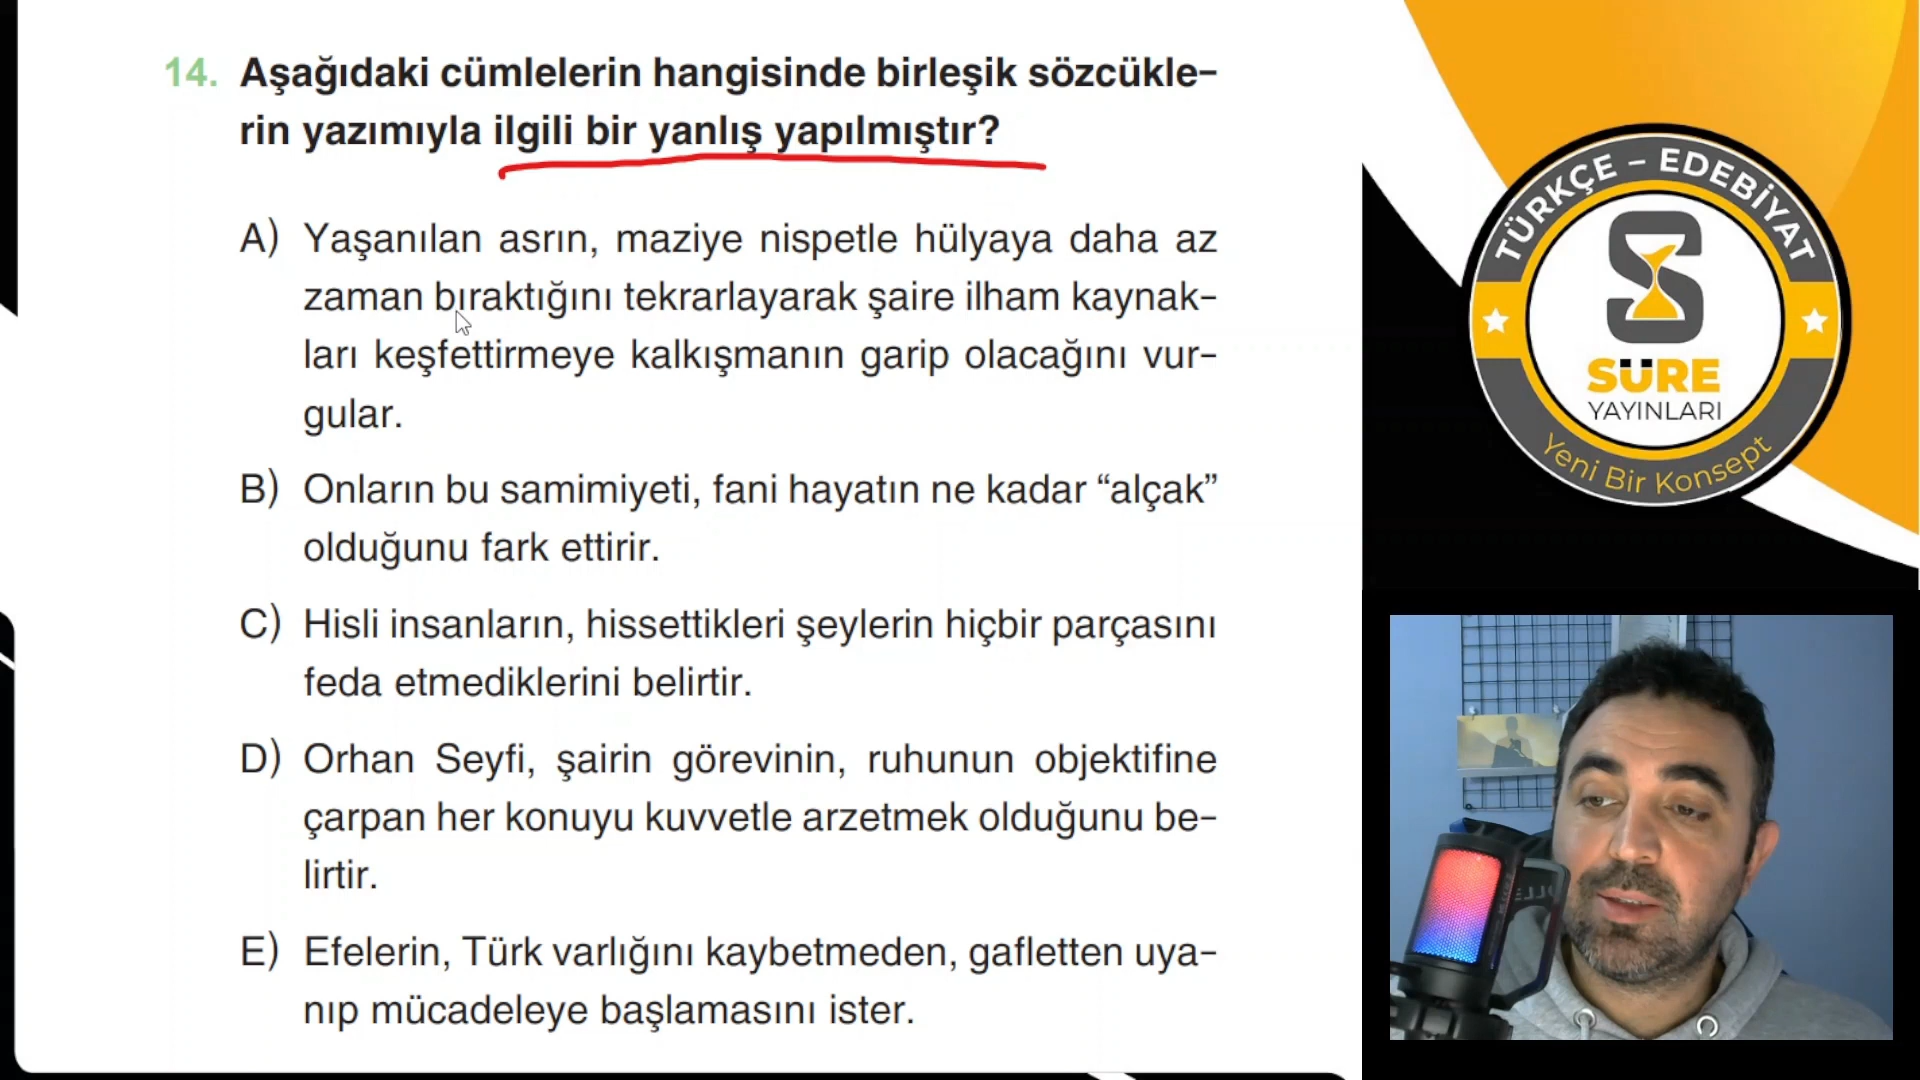 14. Aşağıdaki cümlelerin hangisinde birleşik sözcükle-
rin yazımıyla ilgili bir yanlış yapılmıştır?
A) Yaşanılan asrın, maziye nispetle hülyaya daha az
zaman bıraktığını tekrarlayarak şaire ilham kaynak-
ları keşfettirmeye kalkışmanın garip olacağını vur-
gular.
B) Onların bu samimiyeti, fani hayatın ne kadar “alçak”
olduğunu fark ettirir.
C) Hisli insanların, hissettikleri şeylerin hiçbir parçasını
feda etmediklerini belirtir.
D) Orhan Seyfi, şairin görevinin, ruhunun objektifine
çarpan her konuyu kuvvetle arzetmek olduğunu be-
lirtir.
E) Efelerin, Türk varlığını kaybetmeden, gafletten uya-
nıp mücadeleye başlamasını ister.
TÜRKÇE – EDEBİYAT
S
SÜRE
YAYINLARI
Yeni Bir Konsept